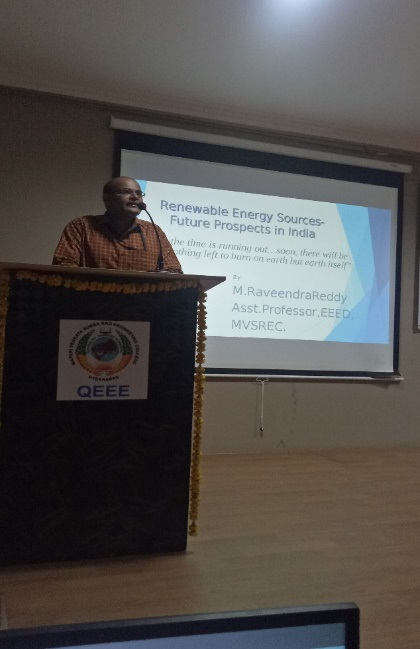 Renewable Energy Sources-
Future Prospects in India
the time is running out...soon, there will be
nothing left to burn on earth but earth itself"
By
M.RaveendraReddy
Asst.Professor,EEED,
MVSREC.
QEEE